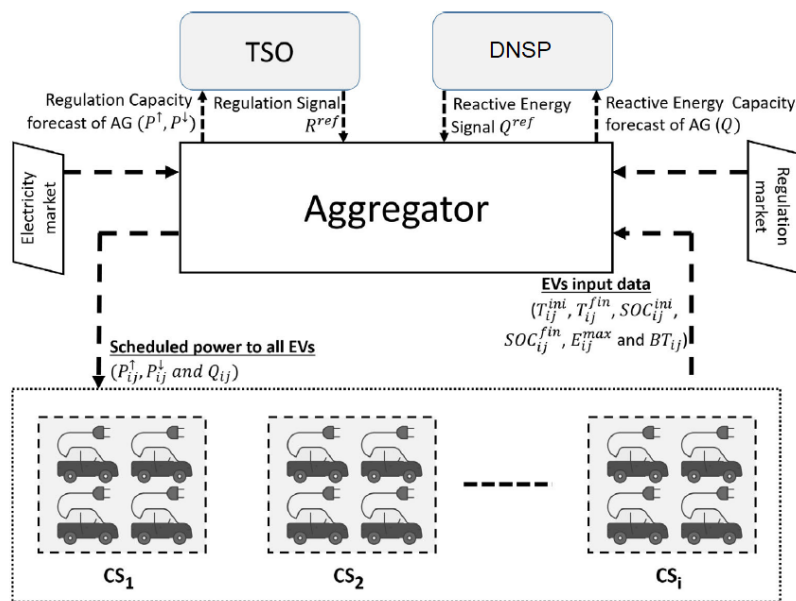 TSO
DNSP
Regulation Capacity
forecast of AG (P↑, P↓)
Regulation Signal
R^ref
Reactive Energy
Signal Q^ref
Reactive Energy Capacity
forecast of AG (Q)
Electricity
market
Aggregator
Regulation
market
EVs input data
(T_ij^ini, T_ij^fin, SOC_ij^ini,
SOC_ij^fin, E_ij^max and BT_ij)
Scheduled power to all EVs
(P_ij^↑, P_ij^↓ and Q_ij)
CS₁
CS₂
CSᵢ